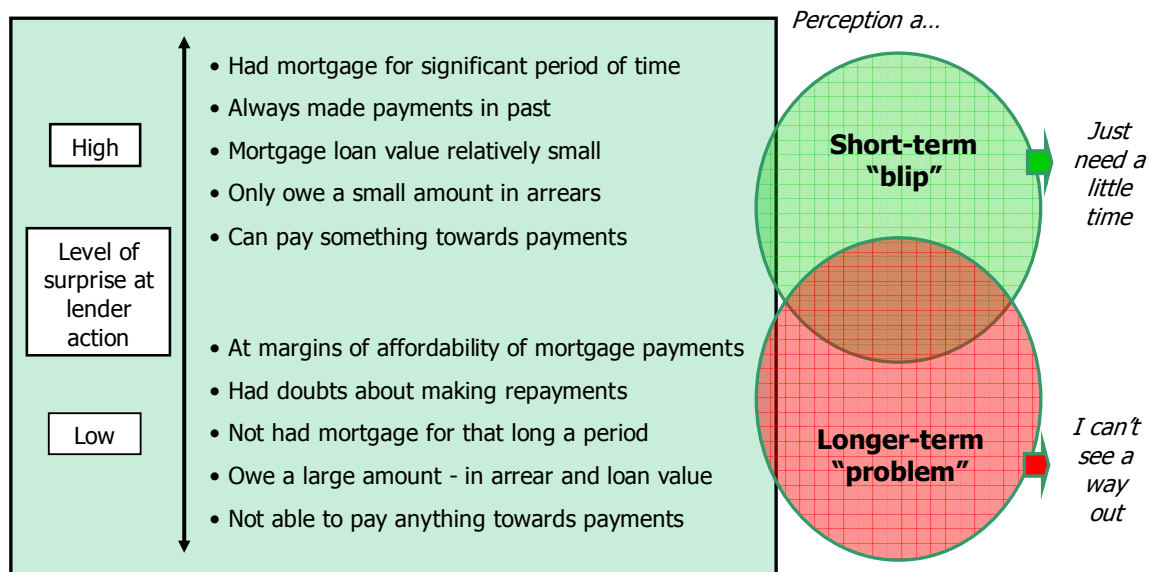 Perception a...
• Had mortgage for significant period of time
• Always made payments in past
• Mortgage loan value relatively small
• Only owe a small amount in arrears
• Can pay something towards payments
High
Level of
surprise at
lender
action
Low
• At margins of affordability of mortgage payments
• Had doubts about making repayments
• Not had mortgage for that long a period
• Owe a large amount - in arrear and loan value
• Not able to pay anything towards payments
Short-term
“blip”
Just
need a
little
time
Longer-term
“problem”
I can’t
see a
way
out